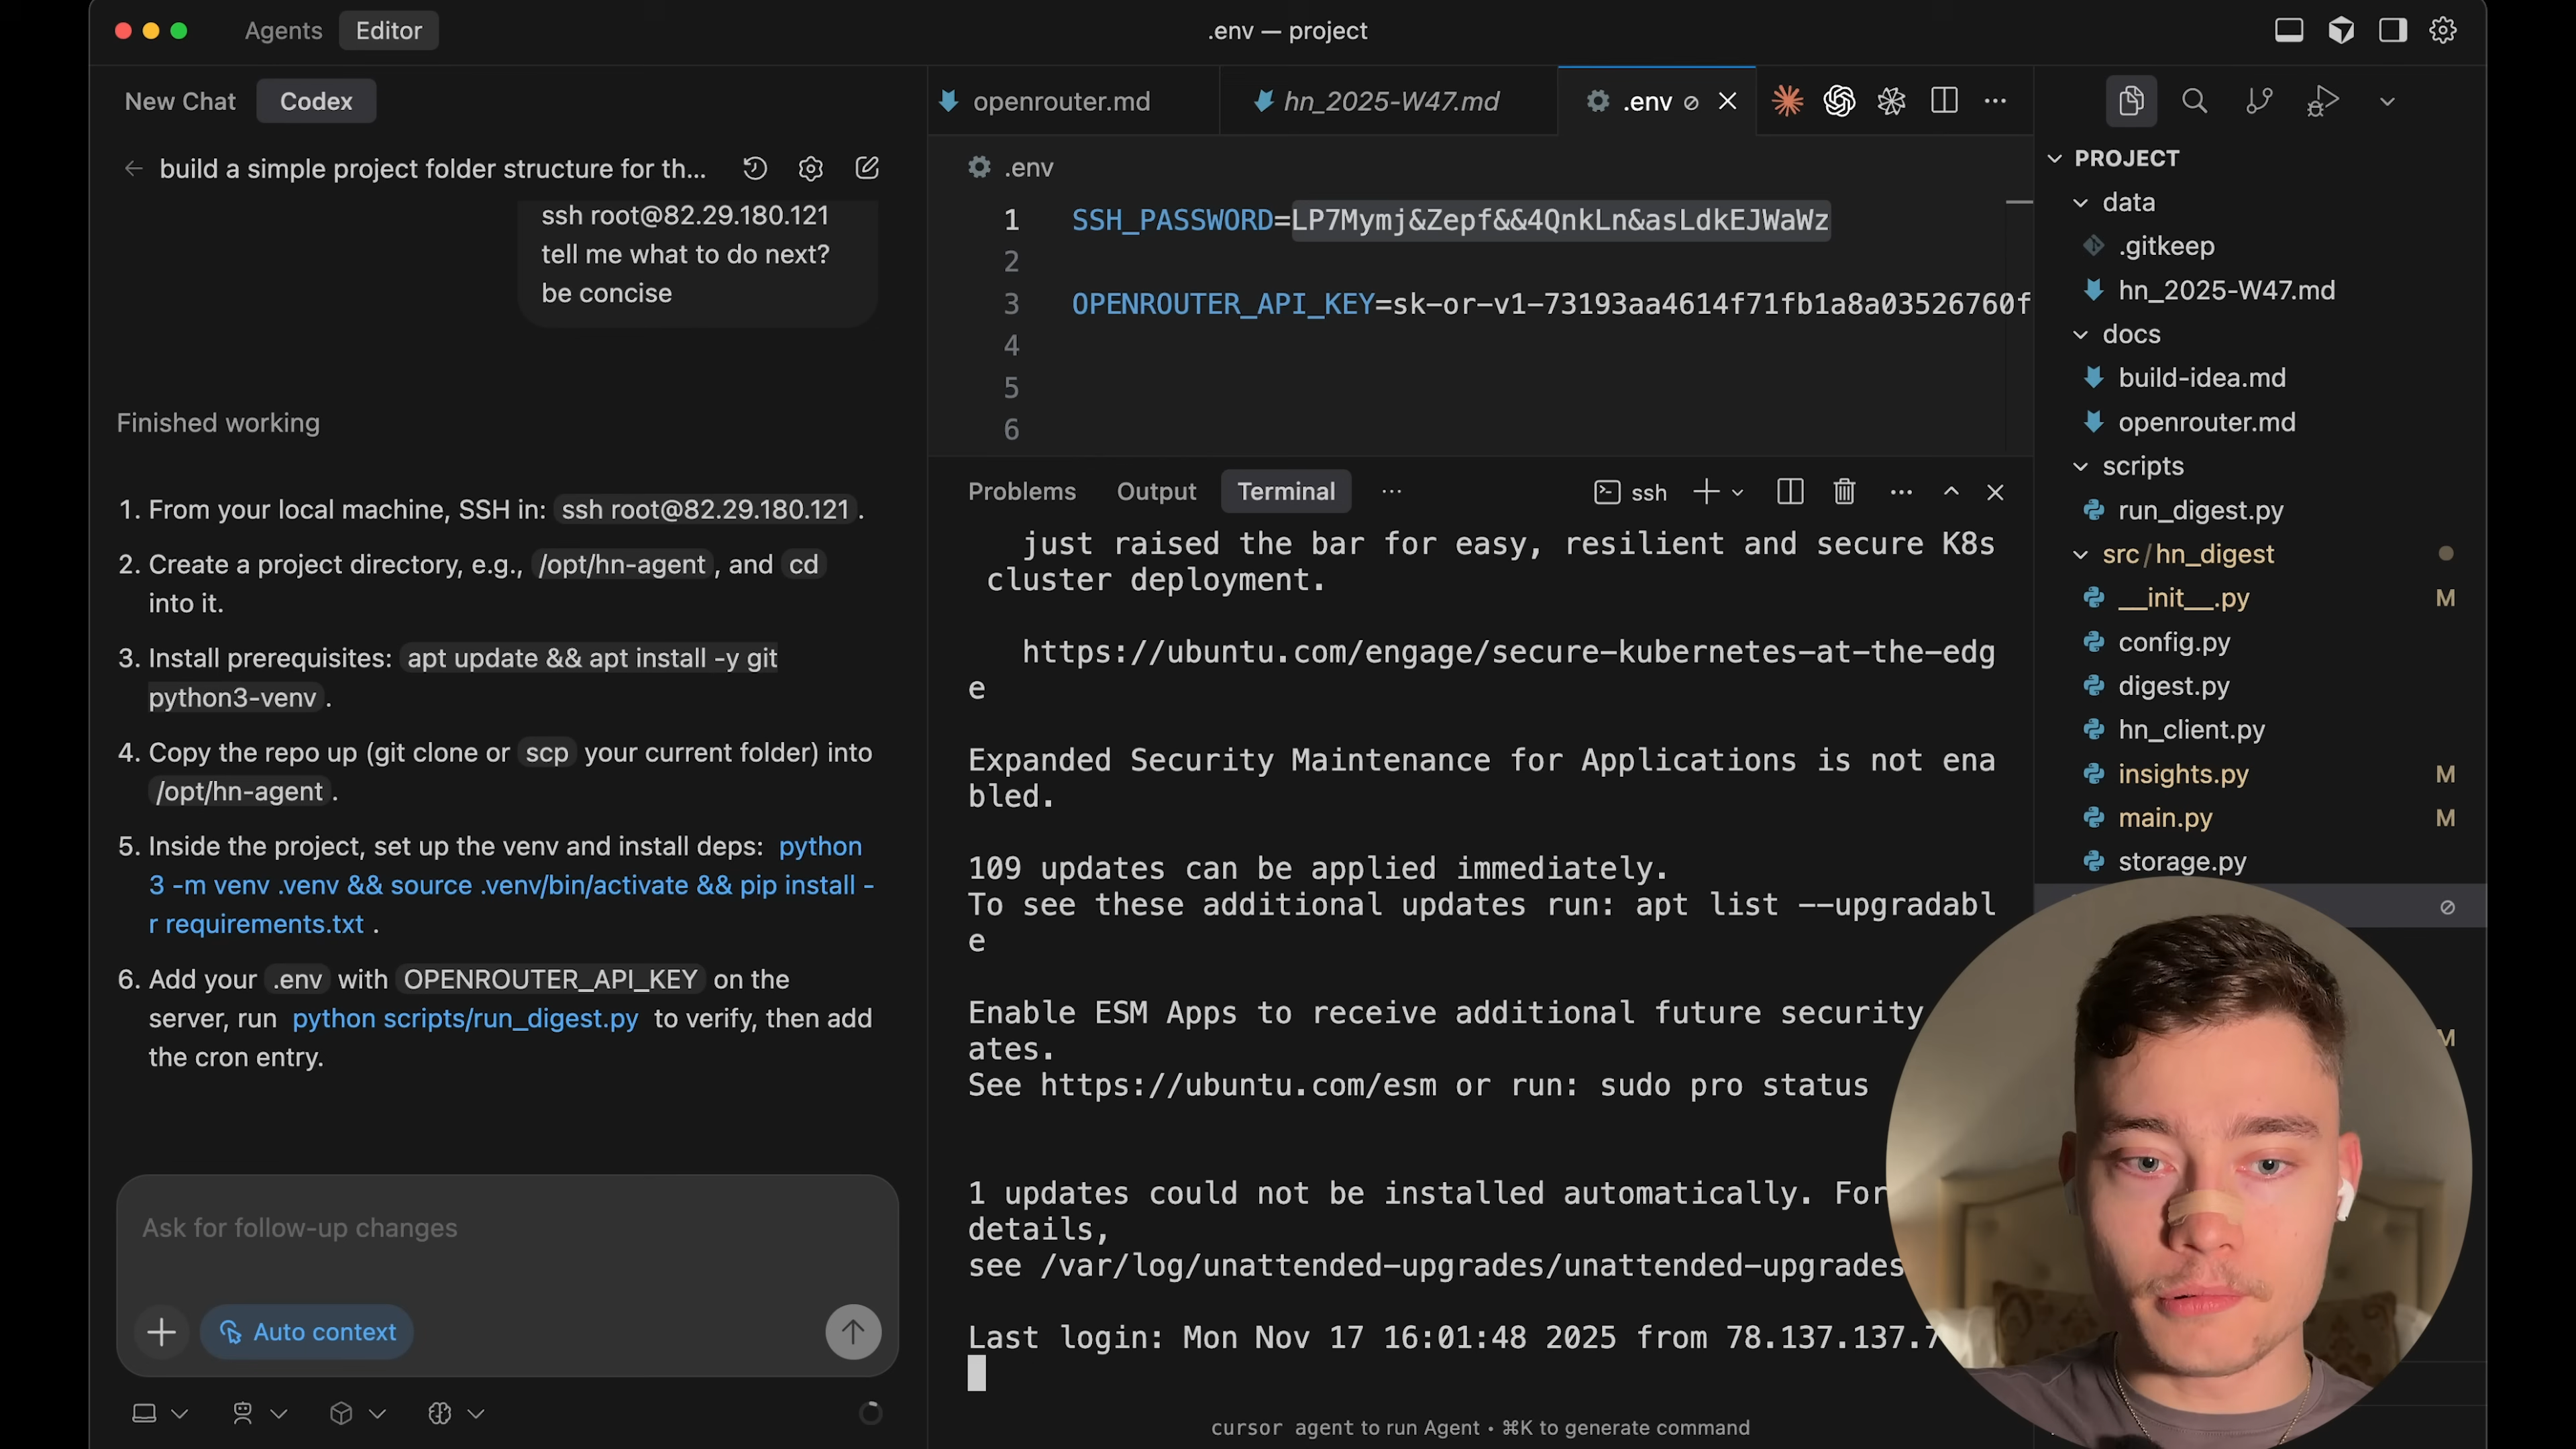 Agents Editor
.env — project
New Chat Codex
build a simple project folder structure for th...
ssh root@82.29.180.121
tell me what to do next?
be concise
Finished working
1. From your local machine, SSH in: ssh root@82.29.180.121.
2. Create a project directory, e.g., /opt/hn-agent, and cd
into it.
3. Install prerequisites: apt update && apt install -y git
python3-venv.
4. Copy the repo up (git clone or scp your current folder) into
/opt/hn-agent.
5. Inside the project, set up the venv and install deps: python
3 -m venv .venv && source .venv/bin/activate && pip install -
r requirements.txt .
6. Add your .env with OPENROUTER_API_KEY on the
server, run python scripts/run_digest.py to verify, then add
the cron entry.
Ask for follow-up changes
Auto context
openrouter.md hn_2025-W47.md .env
.env
1 SSH_PASSWORD=LP7Mymj&Zepf&&4QnkLn&asLdkEJWaWz
2
3 OPENROUTER_API_KEY=sk-or-v1-73193aa4614f71fb1a8a03526760f
4
5
6
Problems Output Terminal ... ssh
just raised the bar for easy, resilient and secure K8s
cluster deployment.
https://ubuntu.com/engage/secure-kubernetes-at-the-edg
e
Expanded Security Maintenance for Applications is not ena
bled.
109 updates can be applied immediately.
To see these additional updates run: apt list --upgradabl
e
Enable ESM Apps to receive additional future security
ates.
See https://ubuntu.com/esm or run: sudo pro status
1 updates could not be installed automatically. For
details,
see /var/log/unattended-upgrades/unattended-upgrades
Last login: Mon Nov 17 16:01:48 2025 from 78.137.137.7
cursor agent to run Agent • ⌘K to generate command
PROJECT
data
.gitkeep
hn_2025-W47.md
docs
build-idea.md
openrouter.md
scripts
run_digest.py
src/hn_digest
__init__.py M
config.py
digest.py
hn_client.py
insights.py M
main.py M
storage.py
M